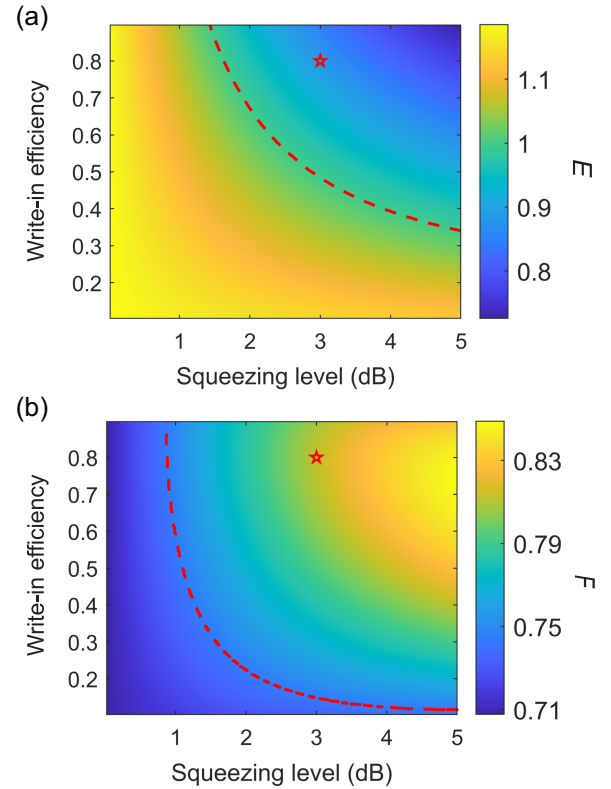 (a)
0.8
0.7
0.6
0.5
0.4
0.3
0.2
Write-in efficiency
1 2 3 4 5
Squeezing level (dB)
1.1
1
0.9
0.8
E
(b)
0.8
0.7
0.6
0.5
0.4
0.3
0.2
Write-in efficiency
1 2 3 4 5
Squeezing level (dB)
0.83
0.79
0.75
0.71
F